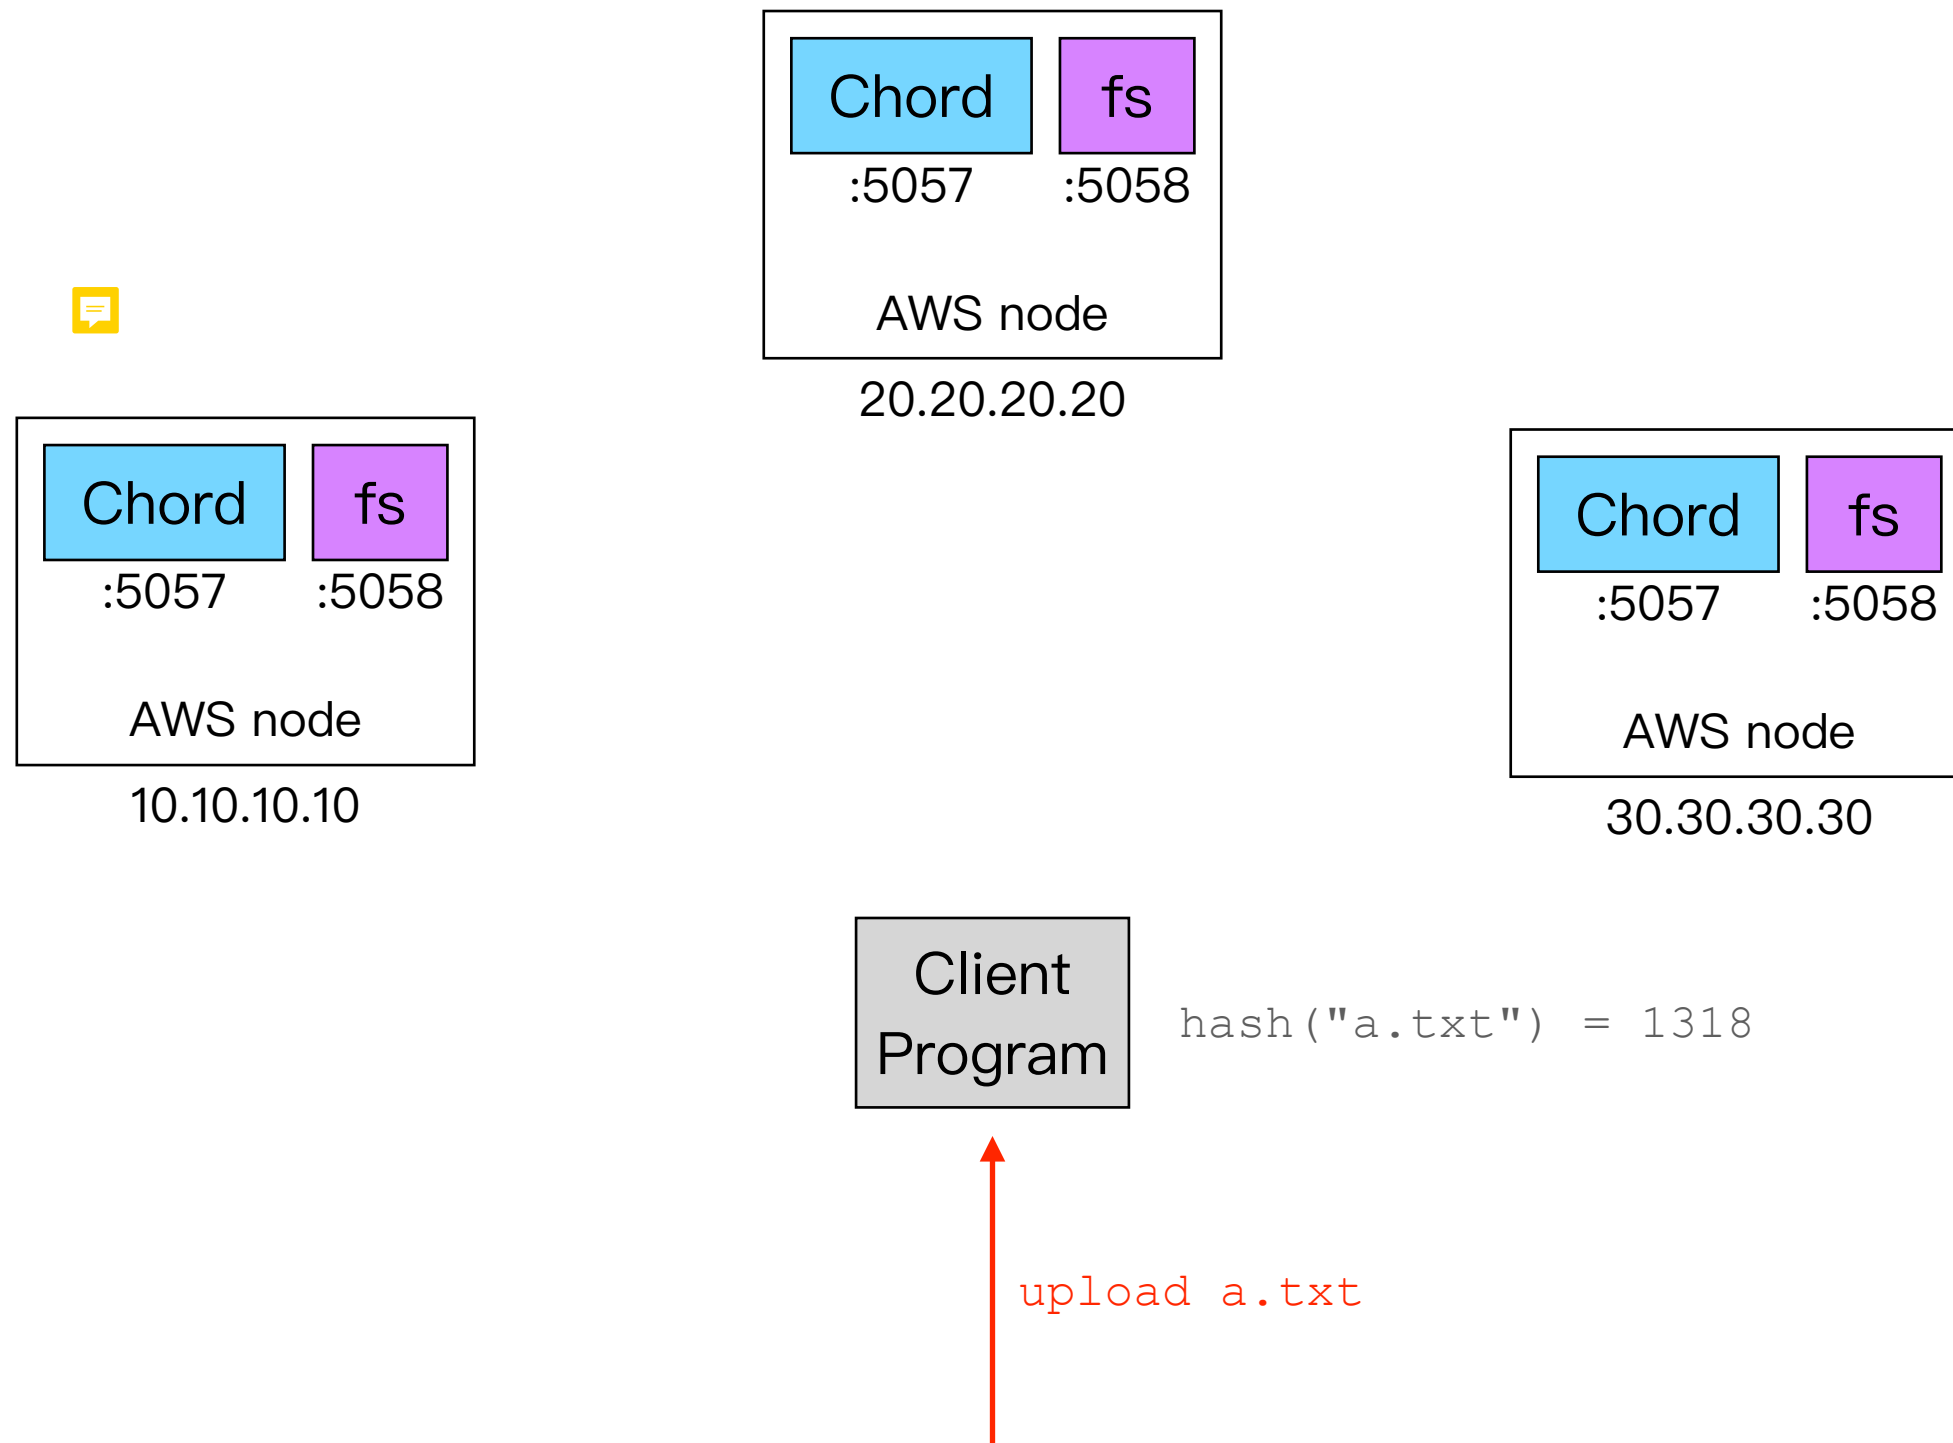 Chord
fs
:5057
:5058
AWS node
20.20.20.20
Chord
fs
:5057
:5058
AWS node
10.10.10.10
Chord
fs
:5057
:5058
AWS node
30.30.30.30
Client
Program
hash("a.txt") = 1318
upload a.txt